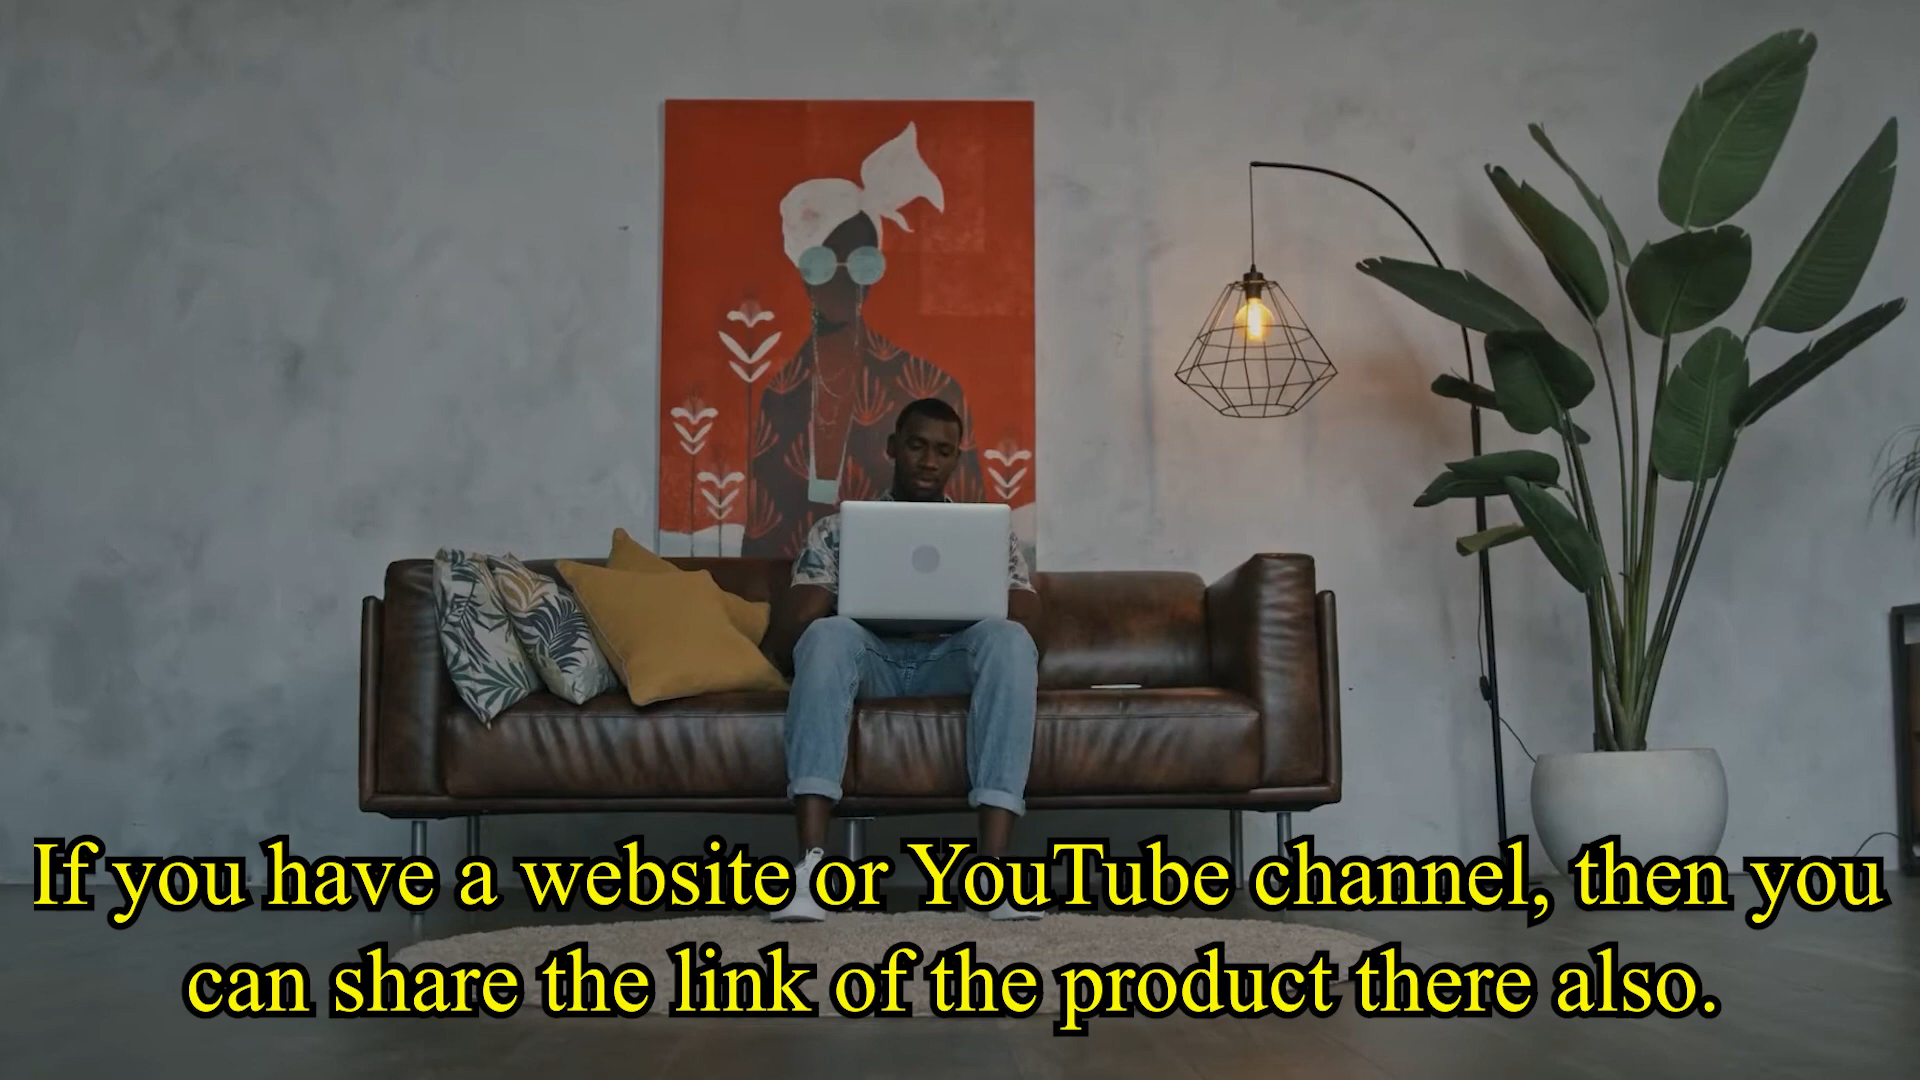 If you have a website or YouTube channel, then you
can share the link of the product there also.